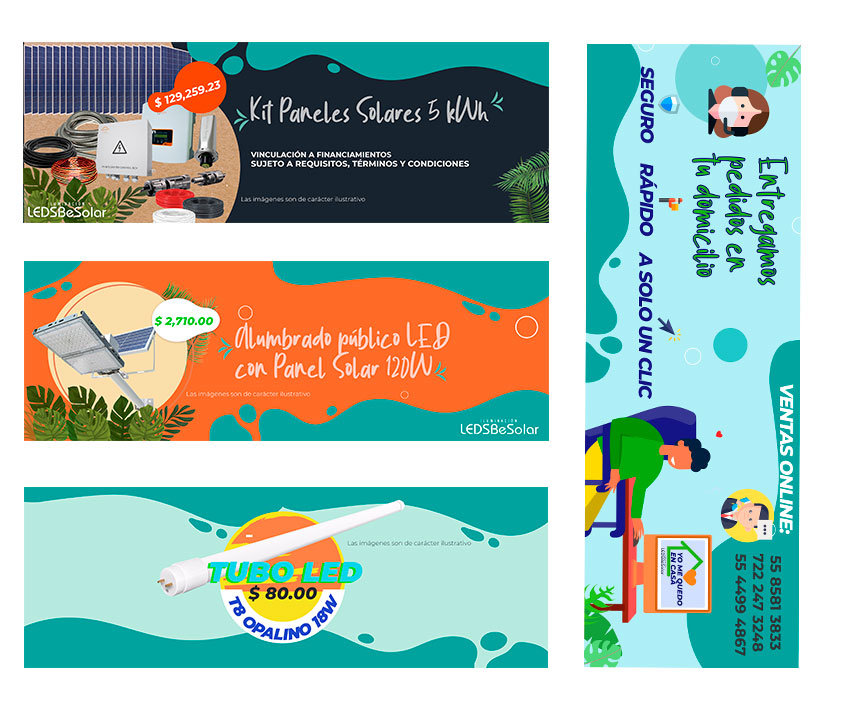 $ 129,259.23
Kit Paneles Solares 5 kWh
VINCULACIÓN A FINANCIAMIENTOS
SUJETO A REQUISITOS, TÉRMINOS Y CONDICIONES
Las imágenes son de carácter ilustrativo
ILUMINACIÓN
LEDSBeSolar
$ 2,710.00
Alumbrado público LED
con Panel Solar 120W
Las imágenes son de carácter ilustrativo
ILUMINACIÓN
LEDSBeSolar
Las imágenes son de carácter ilustrativo
TUBO LED
$ 80.00
T8 OPALINO 18W
Entregamos
pedidos en
tu domicilio
SEGURO RÁPIDO A SOLO UN CLIC
VENTAS ONLINE:
55 8581 3833
722 247 3248
55 4499 4867
YO ME QUEDO
EN CASA
LEDSBeSolar